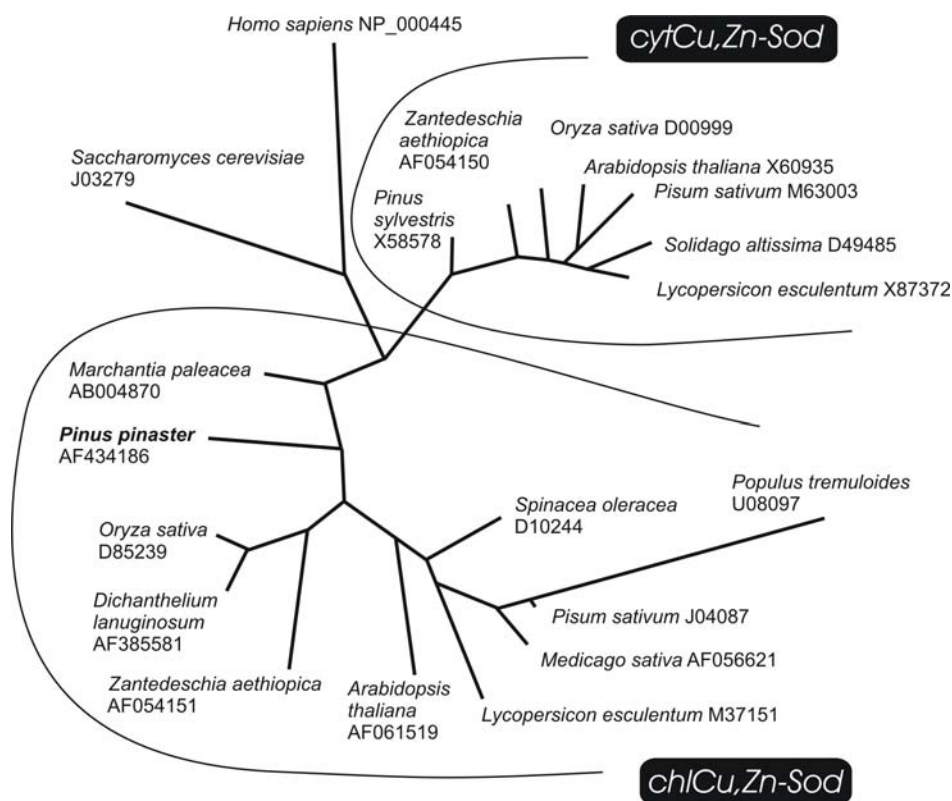 Homo sapiens NP_000445
cytCu,Zn-Sod
Zantedeschia
aethiopica
AF054150
Oryza sativa D00999
Saccharomyces cerevisiae
J03279
Arabidopsis thaliana X60935
Pisum sativum M63003
Pinus
sylvestris
X58578
Solidago altissima D49485
Lycopersicon esculentum X87372
Marchantia paleacea
AB004870
Pinus pinaster
AF434186
Populus tremuloides
U08097
Spinacea oleracea
D10244
Oryza sativa
D85239
Dichanthelium
lanuginosum
AF385581
Pisum sativum J04087
Medicago sativa AF056621
Zantedeschia aethiopica
AF054151
Arabidopsis
thaliana
AF061519
Lycopersicon esculentum M37151
chlCu,Zn-Sod